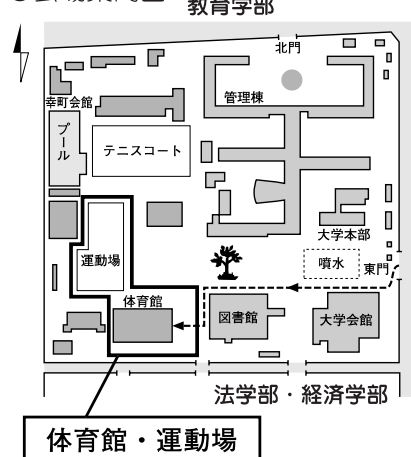 教育学部
北門
幸町会館
管理棟
プール
テニスコート
大学本部
運動場
噴水
東門
体育館
図書館
大学会館
法学部・経済学部
体育館・運動場